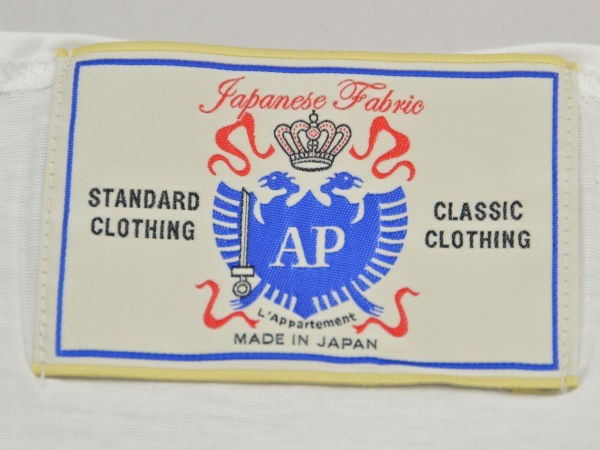 Japanese Fabric
STANDARD
CLOTHING
AP
CLASSIC
CLOTHING
L'Appartement
MADE IN JAPAN